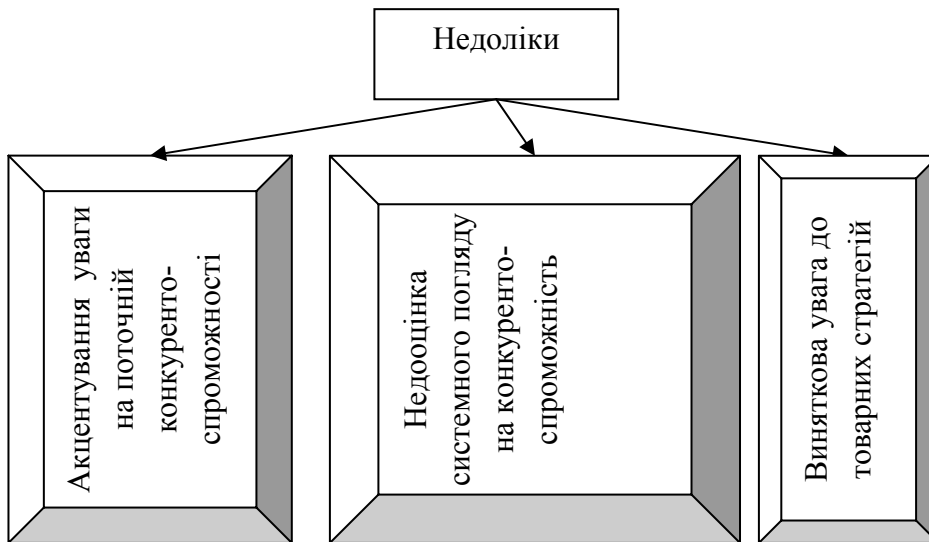 Недоліки
Акцентування уваги
на поточній
конкуренто-
спроможності
Недооцінка
системного погляду
на конкуренто-
спроможність
Виняткова увага до
товарних стратегій